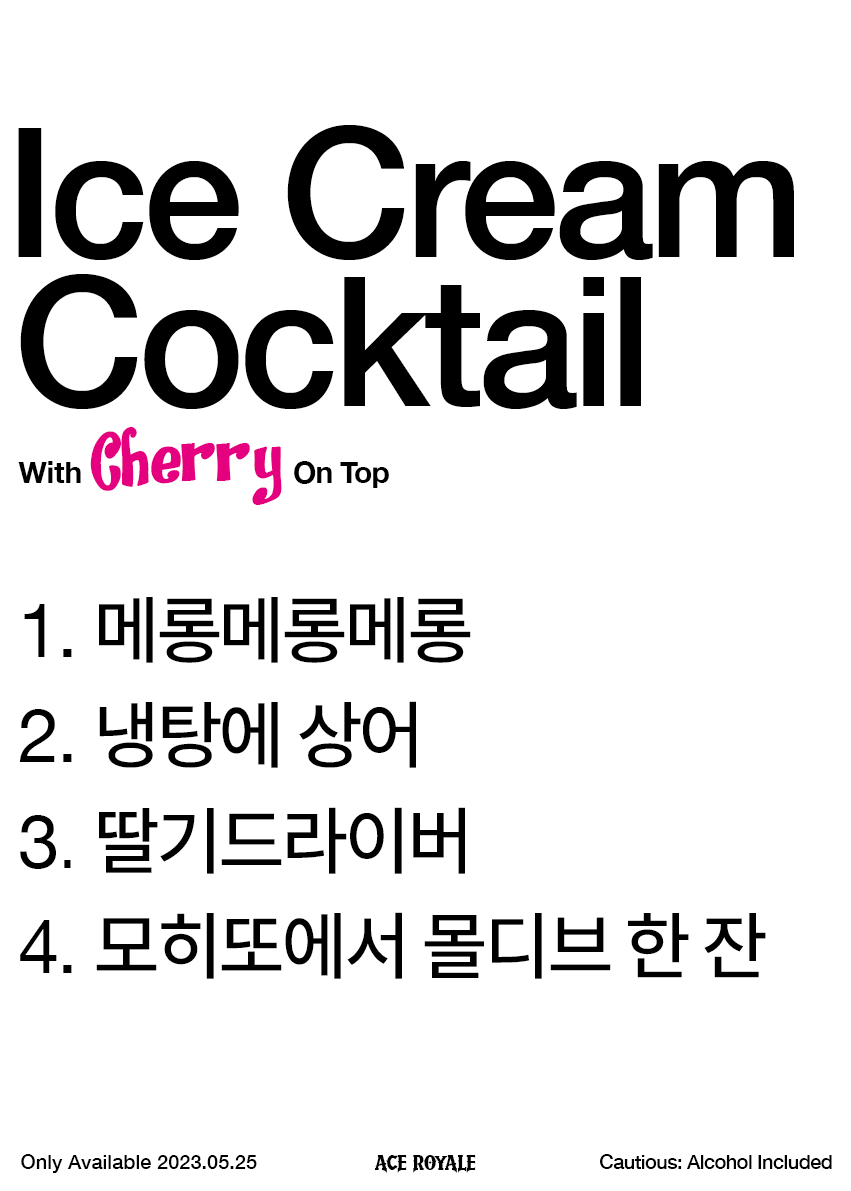 Ice Cream
Cocktail
With Cherry On Top
1. 메롱메롱메롱
2. 냉탕에 상어
3. 딸기드라이버
4. 모히또에서 몰디브 한 잔
Only Available 2023.05.25
ACE ROYALE
Cautious: Alcohol Included